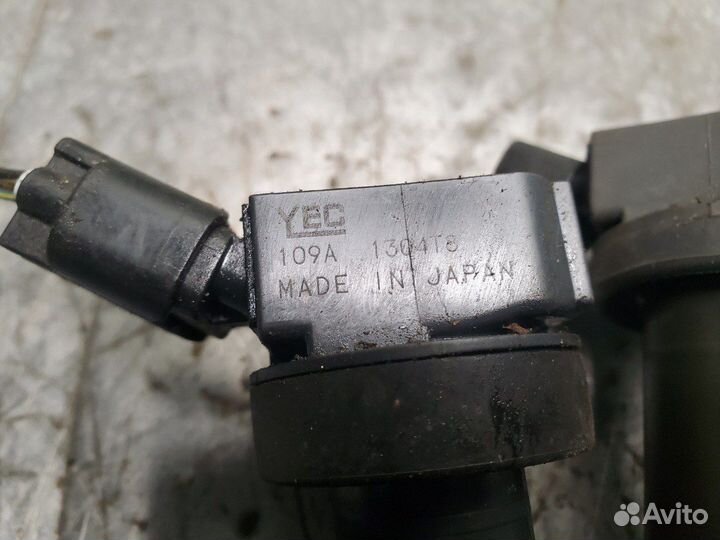 YEC
109A 1304T8
MADE IN JAPAN
Avito